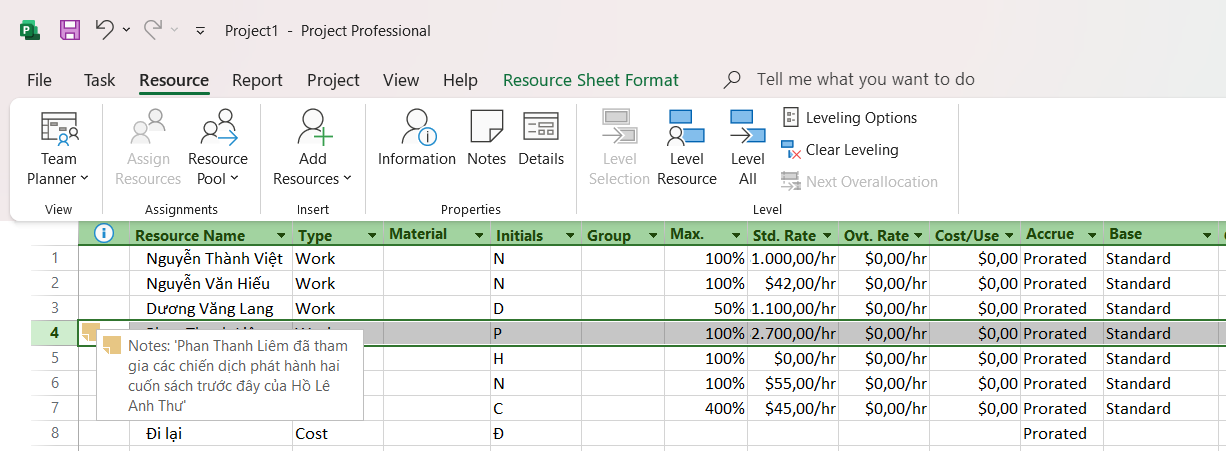 Project1 - Project Professional
File Task Resource Report Project View Help Resource Sheet Format Tell me what you want to do
Team Planner
Assign Resources
Resource Pool
Add Resources
Information
Notes
Details
Level Selection
Level Resource
Level All
Leveling Options
Clear Leveling
Next Overallocation
View Assignments Insert Properties Level
Resource Name Type Material Initials Group Max. Std. Rate Ovt. Rate Cost/Use Accrue Base
1 Nguyễn Thành Việt Work N 100% 1.000,00/hr $0,00/hr $0,00 Prorated Standard
2 Nguyễn Văn Hiếu Work N 100% $42,00/hr $0,00/hr $0,00 Prorated Standard
3 Dương Văng Lang Work D 50% 1.100,00/hr $0,00/hr $0,00 Prorated Standard
4 P 100% 2.700,00/hr $0,00/hr $0,00 Prorated Standard
Notes: 'Phan Thanh Liêm đã tham
gia các chiến dịch phát hành hai
cuốn sách trước đây của Hồ Lê
Anh Thư'
5 H 100% $0,00/hr $0,00/hr $0,00 Prorated Standard
6 N 100% $55,00/hr $0,00/hr $0,00 Prorated Standard
7 C 400% $45,00/hr $0,00/hr $0,00 Prorated Standard
8 Đi lại Cost Đ Prorated